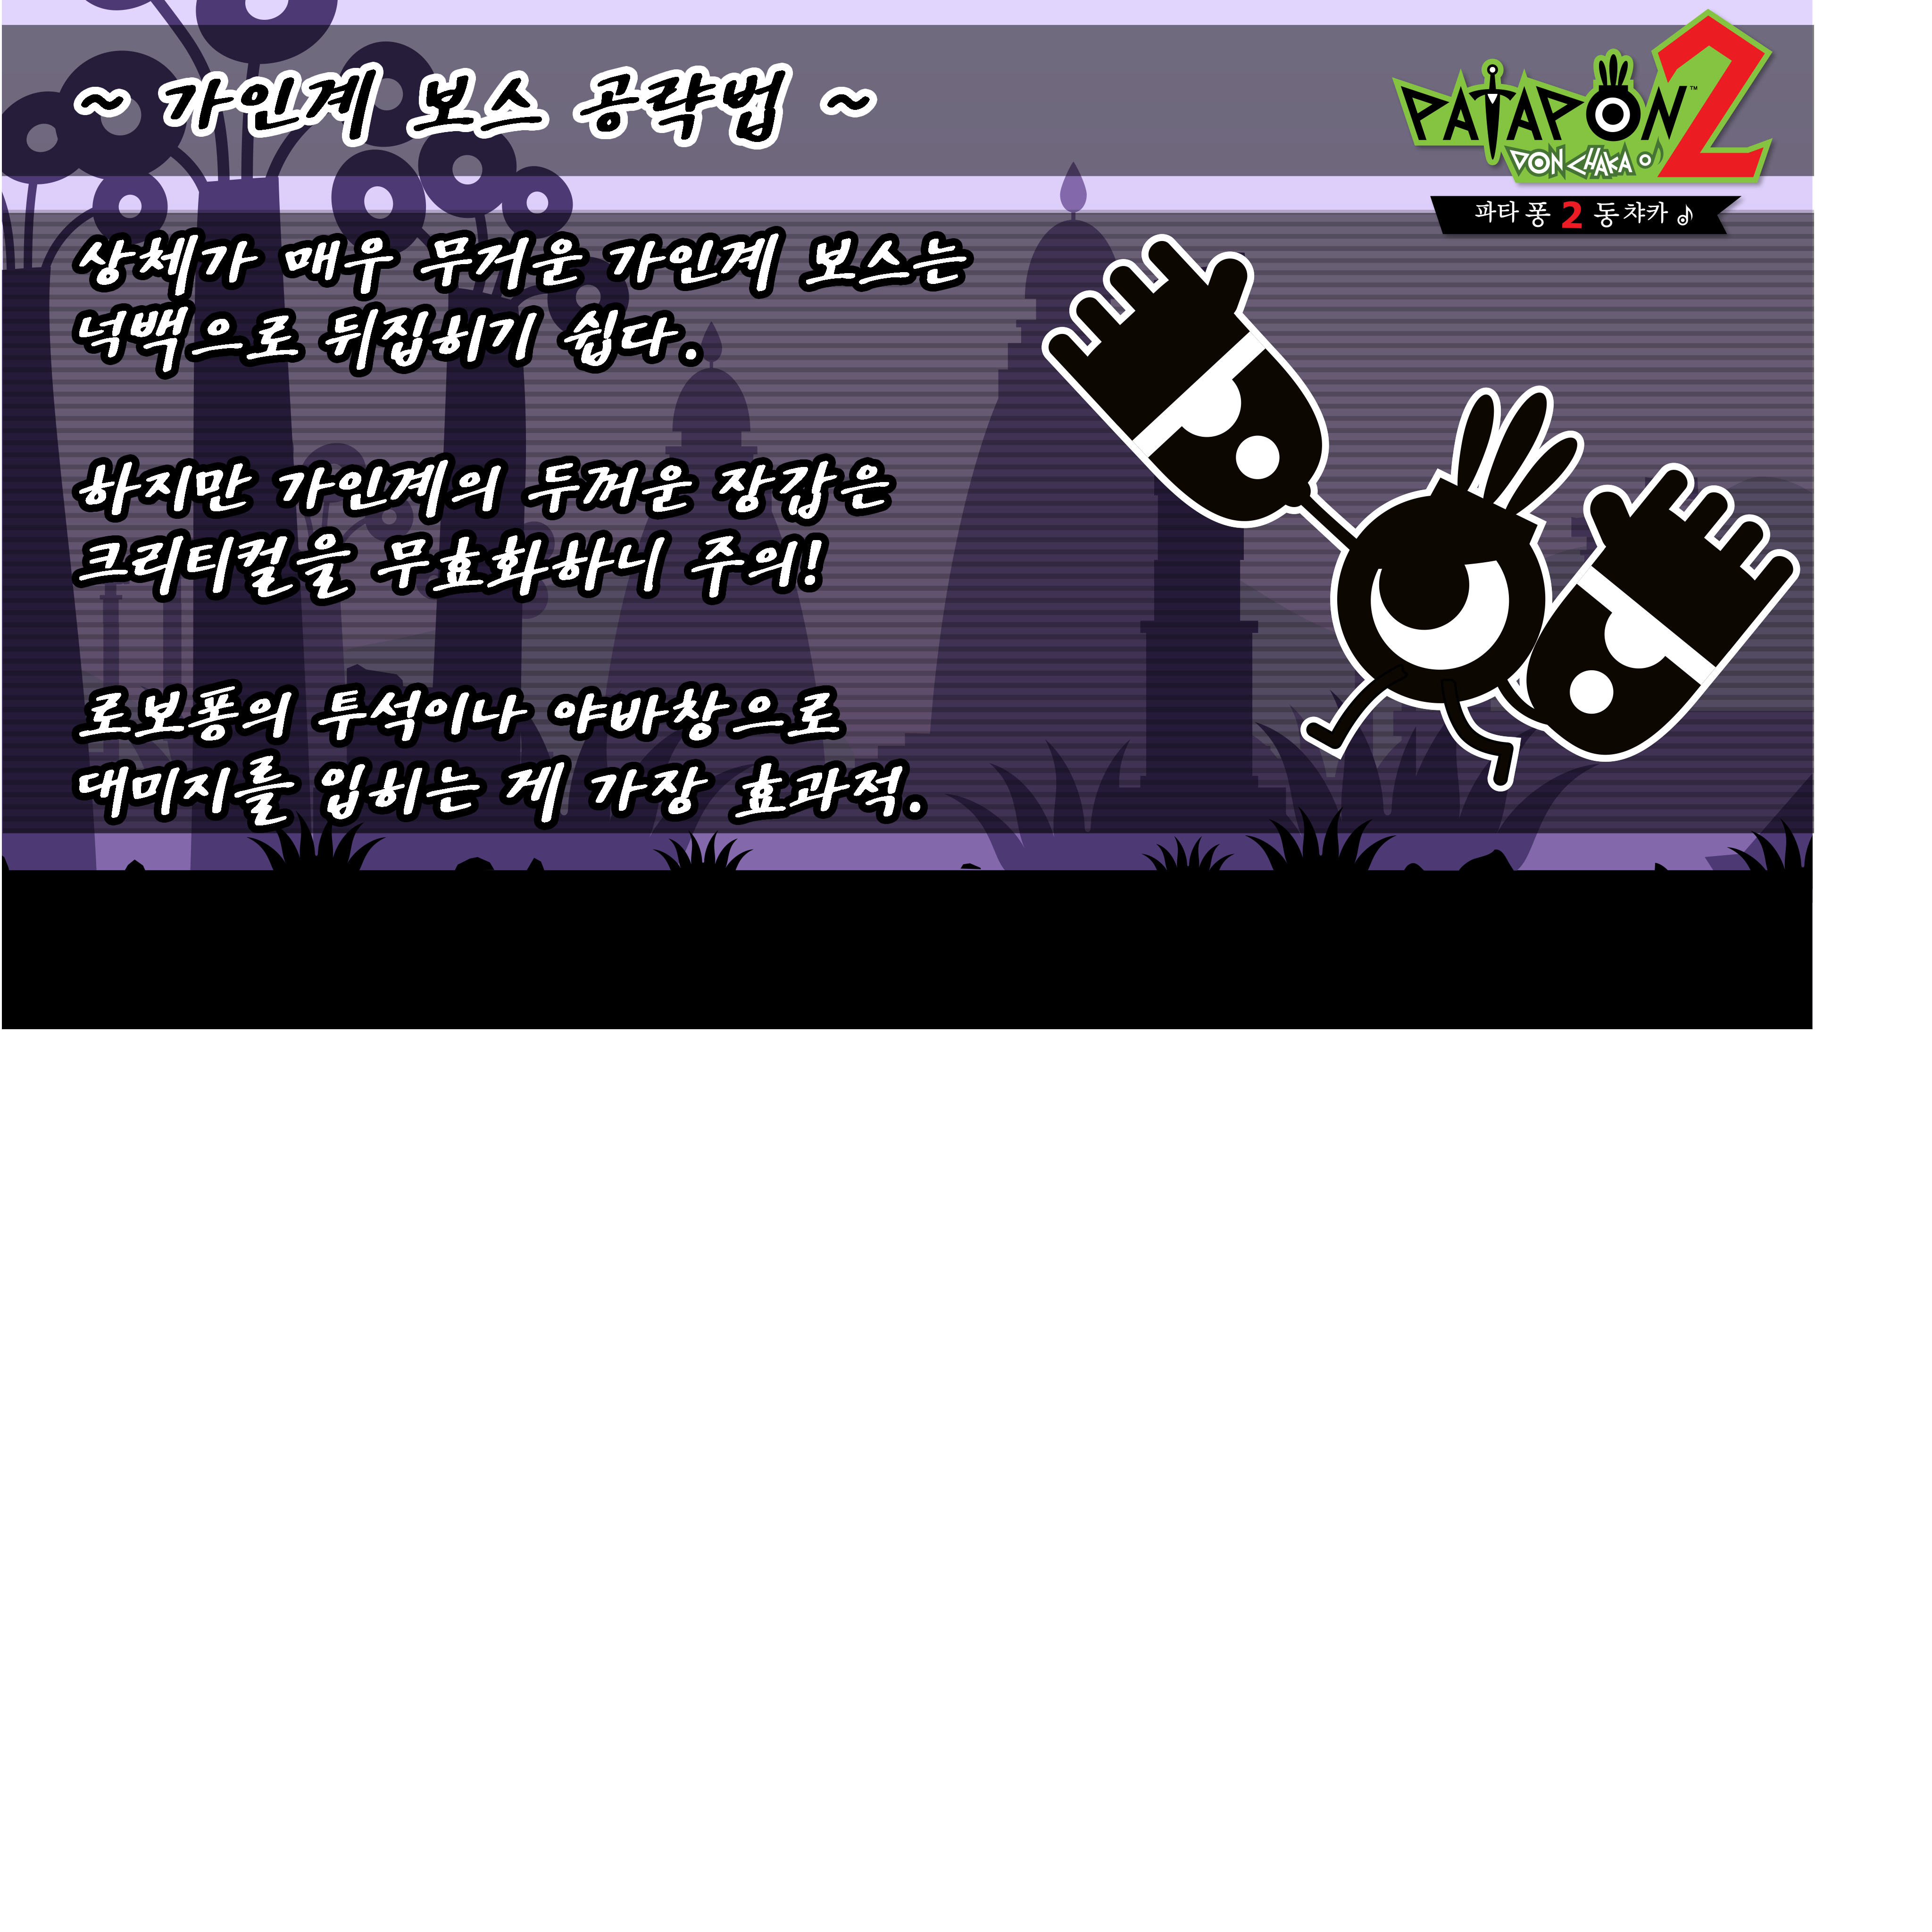 ~ 가인계 보스 공략법 ~
PATAPON 2™
DON CHAKA♪
파타퐁2 동챠카♪
상체가 매우 무거운 가인계 보스는
넉백으로 뒤집히기 쉽다.
하지만 가인계의 두꺼운 장갑은
크리티컬을 무효화하니 주의!
로보퐁의 투석이나 야바창으로
대미지를 입히는 게 가장 효과적.